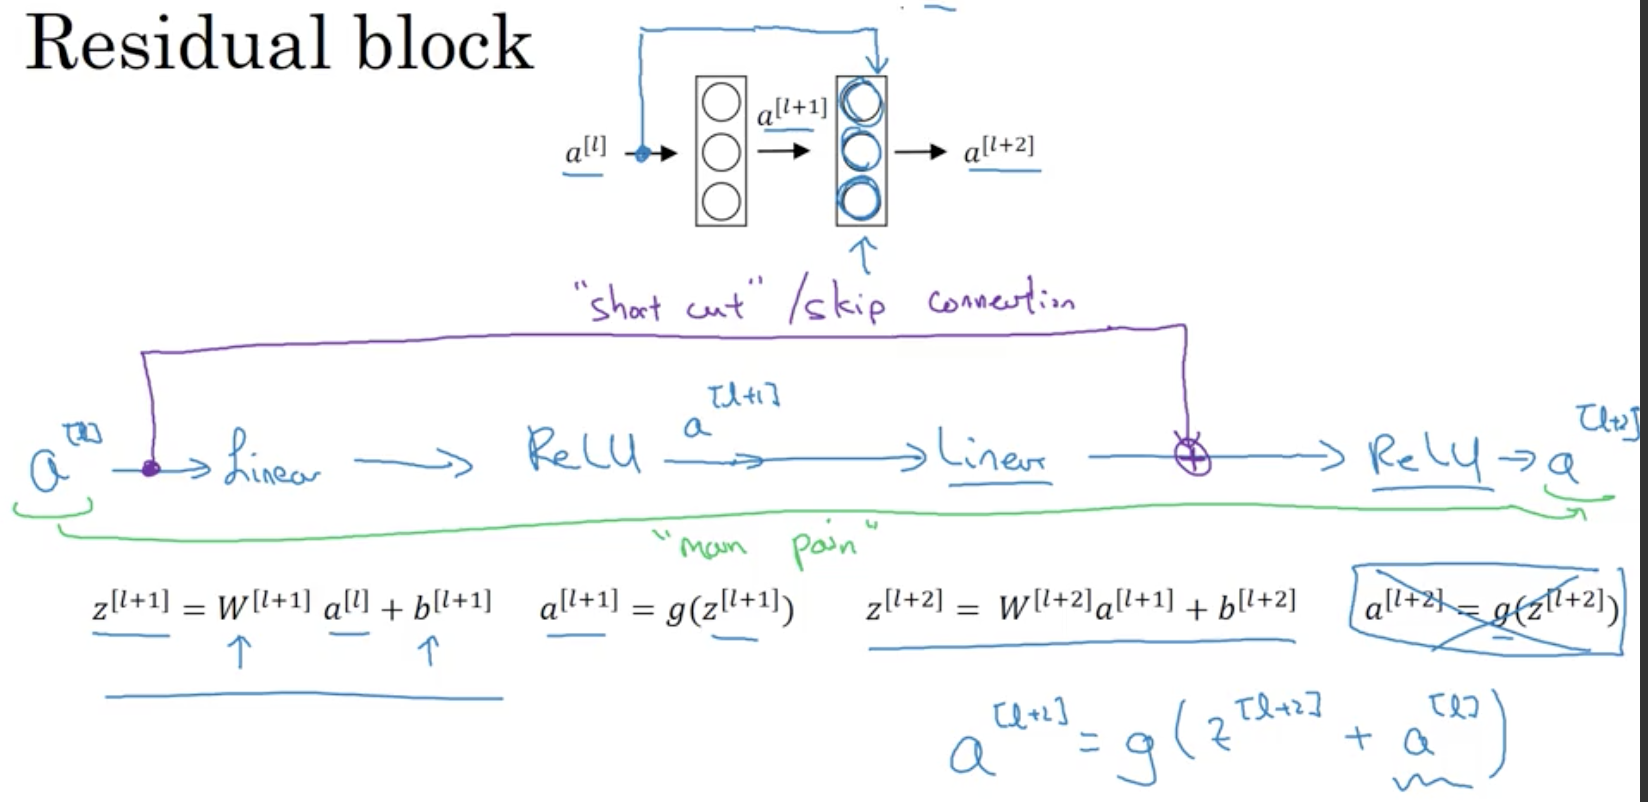 Residual block
a^[l] a^[l+1] a^[l+2]
"short cut" / skip connection
a^[l] → Linear → ReLU a^[l+1] → Linear → + → ReLU → a^[l+2]
"main path"
z^[l+1] = W^[l+1] a^[l] + b^[l+1] a^[l+1] = g(z^[l+1]) z^[l+2] = W^[l+2]a^[l+1] + b^[l+2] a^[l+2] = g(z^[l+2])
a^[l+2] = g(z^[l+2] + a^[l])